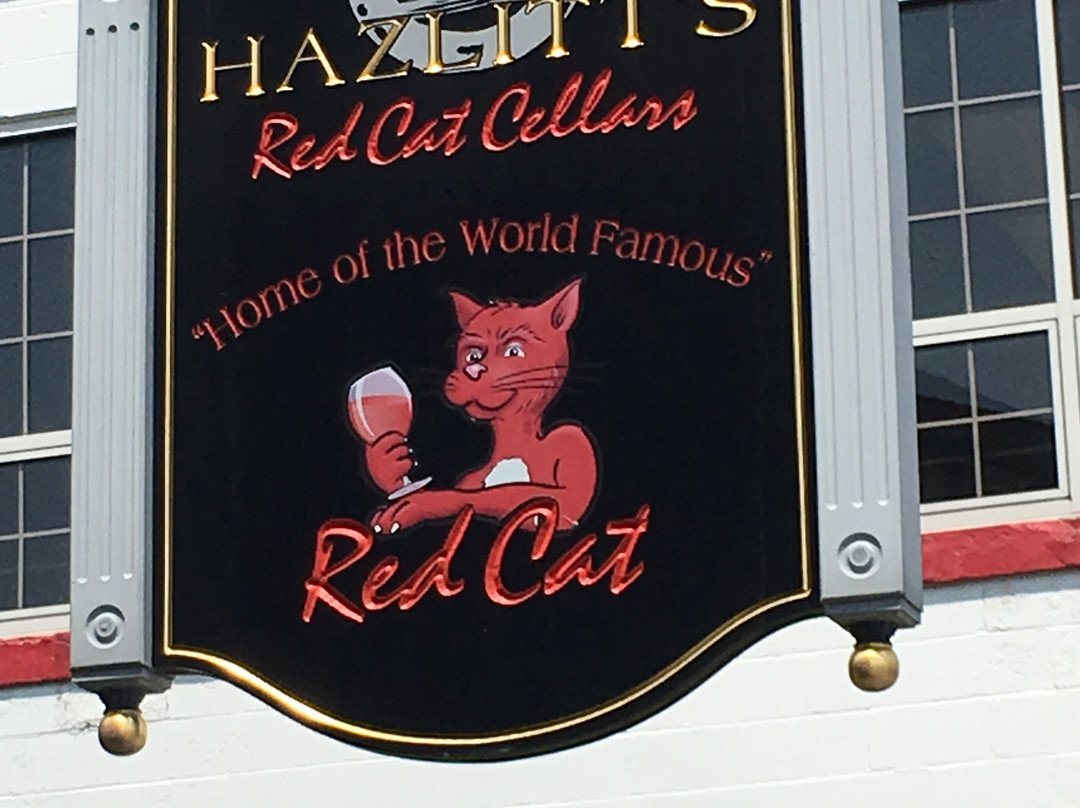 HAZLITT'S
Red Cat Cellars
"Home of the World Famous"
Red Cat